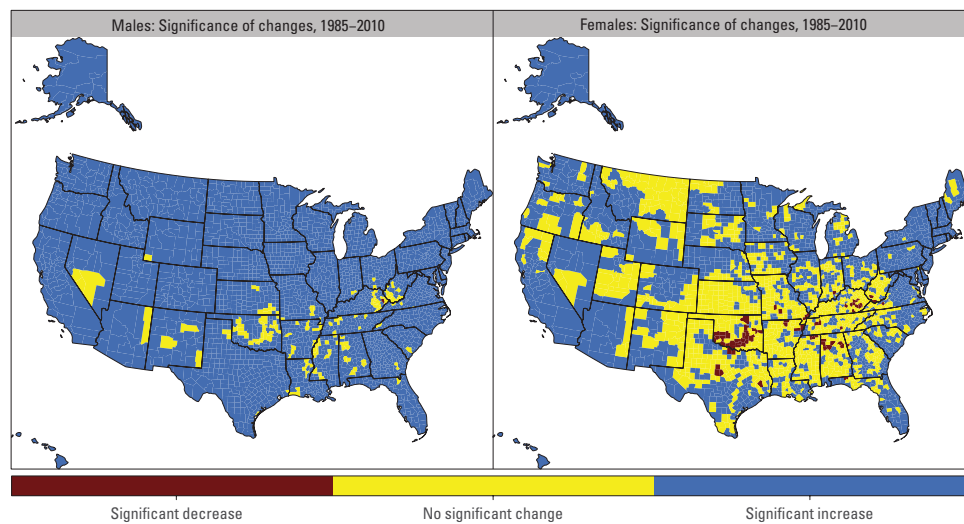 Males: Significance of changes, 1985–2010
Females: Significance of changes, 1985–2010
Significant decrease
No significant change
Significant increase